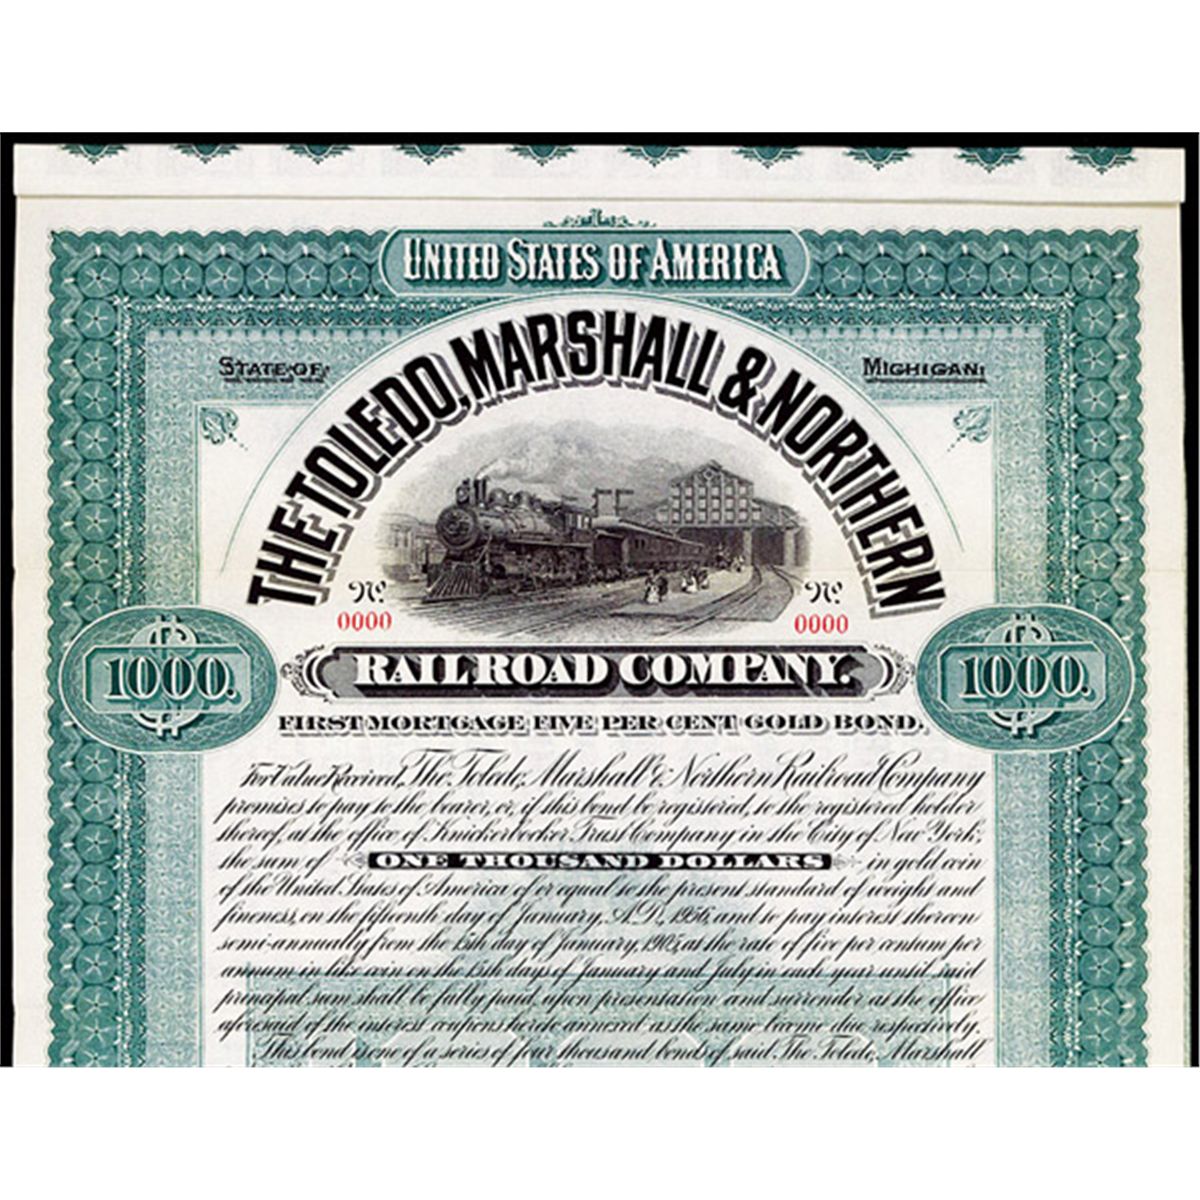 UNITED STATES OF AMERICA
STATE OF MICHIGAN.
THE TOLEDO, MARSHALL & NORTHERN
No. No.
0000 0000
RAILROAD COMPANY.
1000. 1000.
FIRST MORTGAGE FIVE PER CENT GOLD BOND.
For Value Received, The Toledo, Marshall & Northern Railroad Company
promises to pay to the bearer, or, if this bond be registered, to the registered holder
thereof, at the office of Knickerbocker Trust Company in the City of New York,
the sum of ONE THOUSAND DOLLARS in gold coin
of the United States of America of or equal to the present standard of weight and
fineness, on the fifteenth day of January, A.D., 1956, and to pay interest thereon
semi-annually from the 15th day of January, 1905, at the rate of five per centum per
annum in like coin on the 15th days of January and July in each year until said
principal sum shall be fully paid, upon presentation and surrender at the office
aforesaid of the interest coupons hereto annexed as the same become due respectively.
This bond is one of a series of four thousand bonds of said The Toledo, Marshall